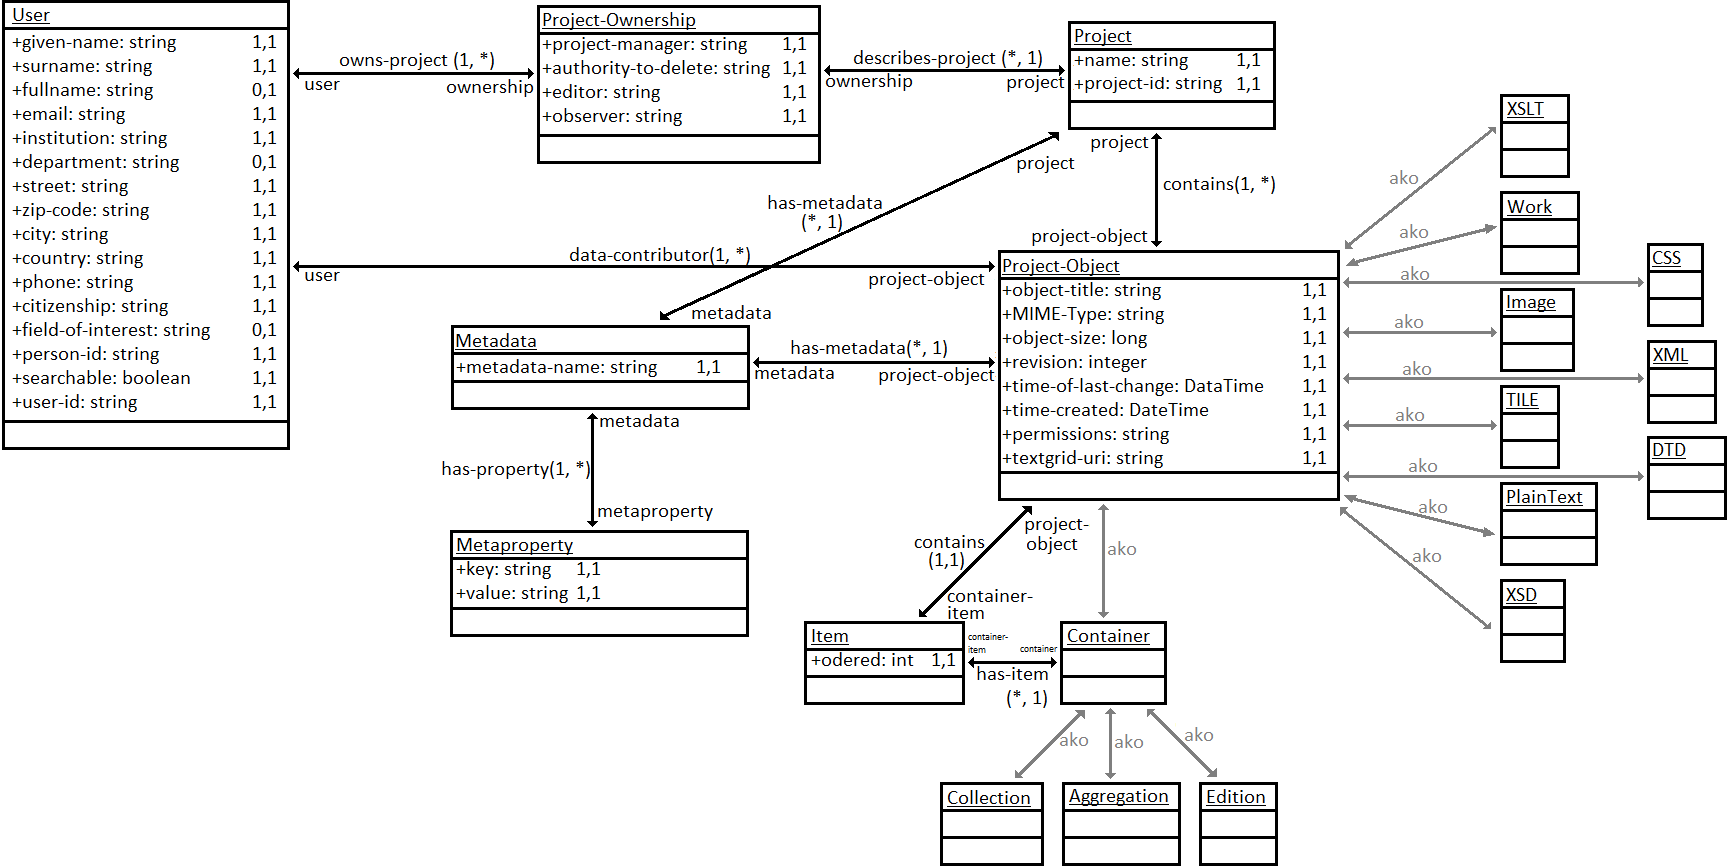 User
+given-name: string 1,1
+surname: string 1,1
+fullname: string 0,1
+email: string 1,1
+institution: string 1,1
+department: string 0,1
+street: string 1,1
+zip-code: string 1,1
+city: string 1,1
+country: string 1,1
+phone: string 1,1
+citizenship: string 1,1
+field-of-interest: string 0,1
+person-id: string 1,1
+searchable: boolean 1,1
+user-id: string 1,1
owns-project (1, *)
user
ownership
Project-Ownership
+project-manager: string 1,1
+authority-to-delete: string 1,1
+editor: string 1,1
+observer: string 1,1
describes-project (*, 1)
ownership
project
Project
+name: string 1,1
+project-id: string 1,1
project
has-metadata
(*, 1)
metadata
project
contains(1, *)
project-object
data-contributor(1, *)
user
project-object
Metadata
+metadata-name: string 1,1
has-metadata(*, 1)
metadata
project-object
Project-Object
+object-title: string 1,1
+MIME-Type: string 1,1
+object-size: long 1,1
+revision: integer 1,1
+time-of-last-change: DataTime 1,1
+time-created: DateTime 1,1
+permissions: string 1,1
+textgrid-uri: string 1,1
metadata
has-property(1, *)
metaproperty
Metaproperty
+key: string 1,1
+value: string 1,1
project-
object
contains
(1,1)
container-
item
Item
+odered: int 1,1
container-
item
container
has-item
(*, 1)
ako
Container
ako
ako
ako
Collection
Aggregation
Edition
ako
XSLT
ako
Work
ako
CSS
ako
Image
ako
XML
ako
TILE
ako
DTD
ako
PlainText
ako
XSD